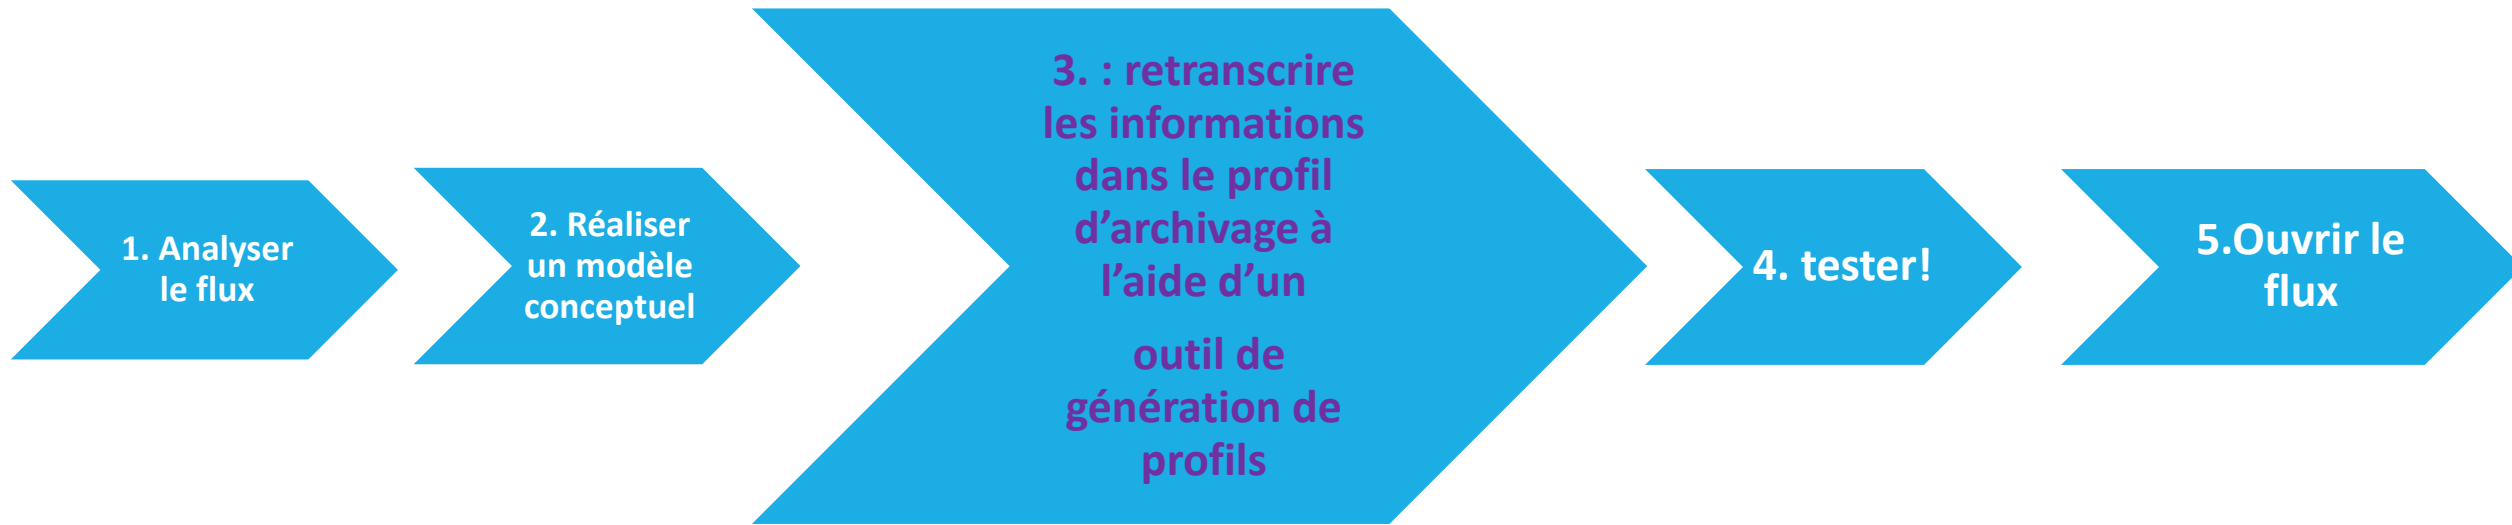 1. Analyser
le flux
2. Réaliser
un modèle
conceptuel
3. : retranscrire
les informations
dans le profil
d’archivage à
l’aide d’un
outil de
génération de
profils
4. tester!
5.Ouvrir le
flux